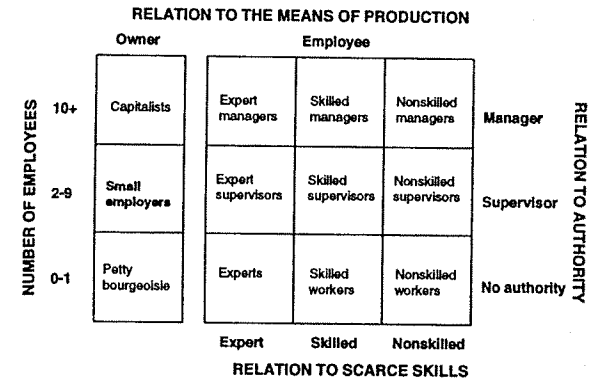 RELATION TO THE MEANS OF PRODUCTION
Owner
Employee
NUMBER OF EMPLOYEES
10+
Capitalists
Expert
managers
Skilled
managers
Nonskilled
managers
Manager
2-9
Small
employers
Expert
supervisors
Skilled
supervisors
Nonskilled
supervisors
Supervisor
0-1
Petty
bourgeoisie
Experts
Skilled
workers
Nonskilled
workers
No authority
RELATION TO AUTHORITY
Expert
Skilled
Nonskilled
RELATION TO SCARCE SKILLS